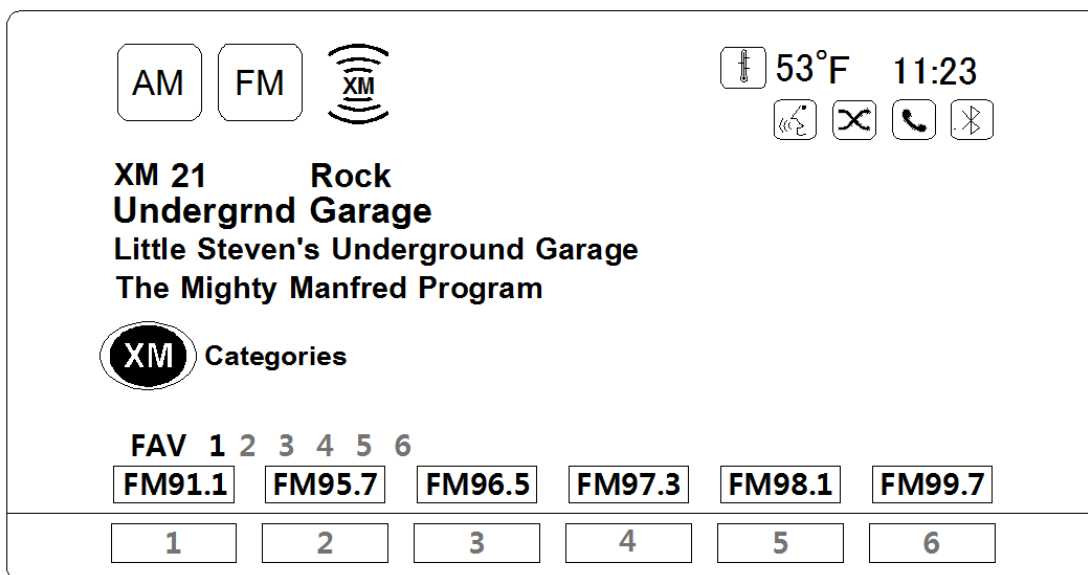 AM FM XM 53°F 11:23
XM 21 Rock
Undergrnd Garage
Little Steven's Underground Garage
The Mighty Manfred Program
XM Categories
FAV 1 2 3 4 5 6
FM91.1 FM95.7 FM96.5 FM97.3 FM98.1 FM99.7
1 2 3 4 5 6